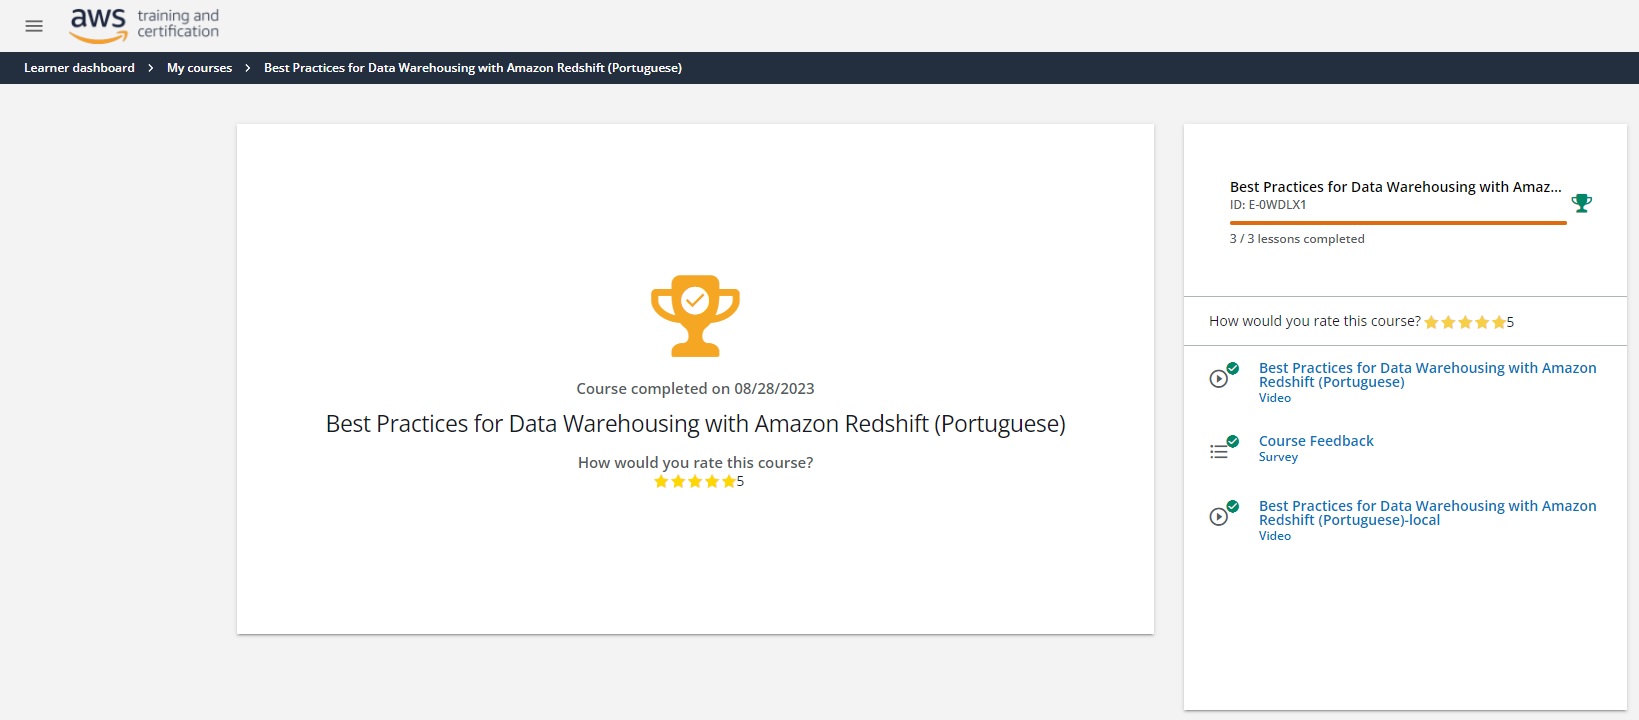 aws training and
certification
Learner dashboard > My courses > Best Practices for Data Warehousing with Amazon Redshift (Portuguese)
Course completed on 08/28/2023
Best Practices for Data Warehousing with Amazon Redshift (Portuguese)
How would you rate this course?
5
Best Practices for Data Warehousing with Amaz...
ID: E-0WDLX1
3 / 3 lessons completed
How would you rate this course? 5
Best Practices for Data Warehousing with Amazon
Redshift (Portuguese)
Video
Course Feedback
Survey
Best Practices for Data Warehousing with Amazon
Redshift (Portuguese)-local
Video